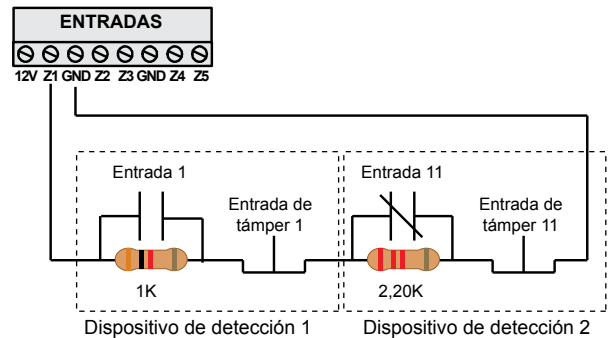 ENTRADAS
12V Z1 GND Z2 Z3 GND Z4 Z5
Entrada 1
Entrada de
támper 1
Entrada 11
Entrada de
támper 11
1K
2,20K
Dispositivo de detección 1
Dispositivo de detección 2